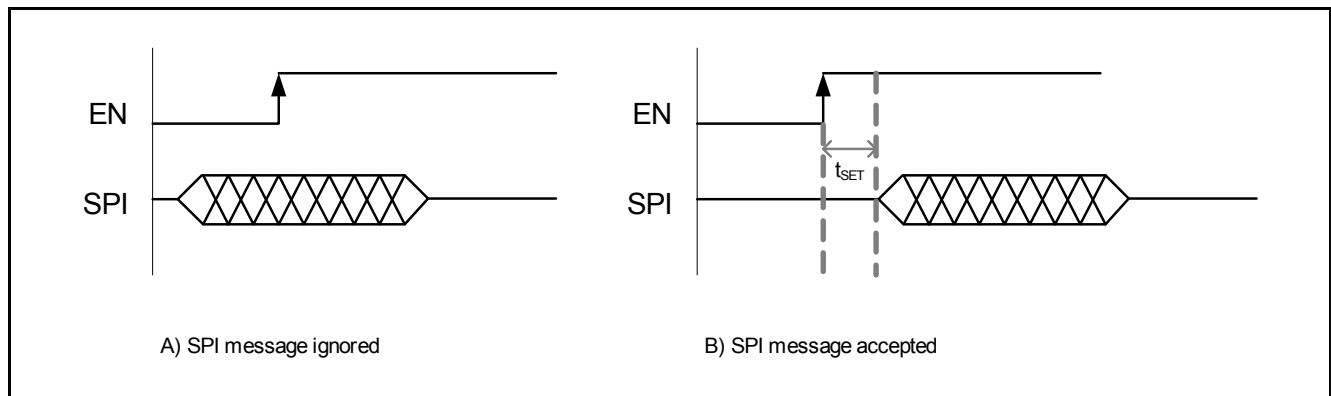 EN
SPI
A) SPI message ignored
EN
tSET
SPI
B) SPI message accepted